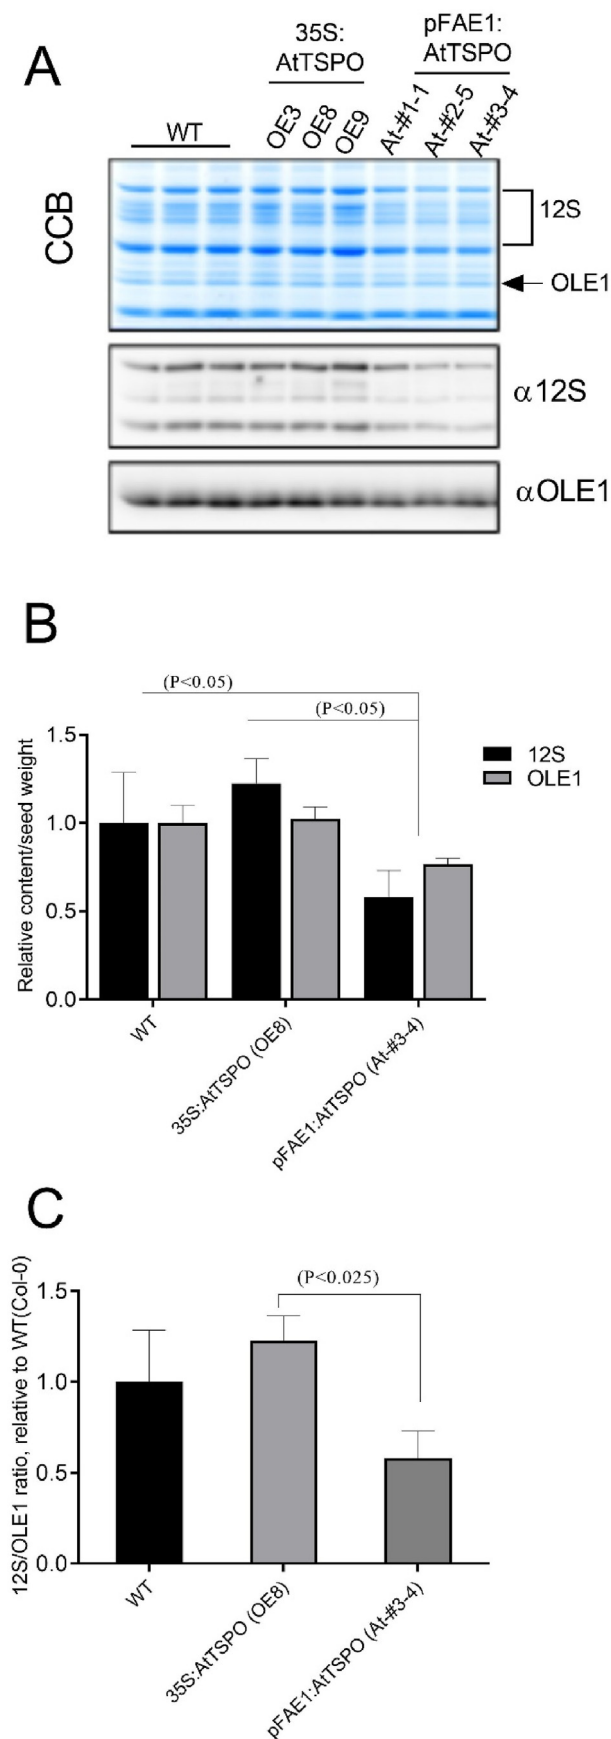 A
35S:
AtTSPO
pFAE1:
AtTSPO
WT
OE3
OE8
OE9
At-#1-1
At-#2-5
At-#3-4
CCB
12S
OLE1
α12S
αOLE1
B
(P<0.05)
(P<0.05)
12S
OLE1
Relative content/seed weight
1.5
1.0
0.5
0.0
WT
35S:AtTSPO (OE8)
pFAE1:AtTSPO (At-#3-4)
C
(P<0.025)
12S/OLE1 ratio, relative to WT(Col-0)
1.5
1.0
0.5
0.0
WT
35S:AtTSPO (OE8)
pFAE1:AtTSPO (At-#3-4)